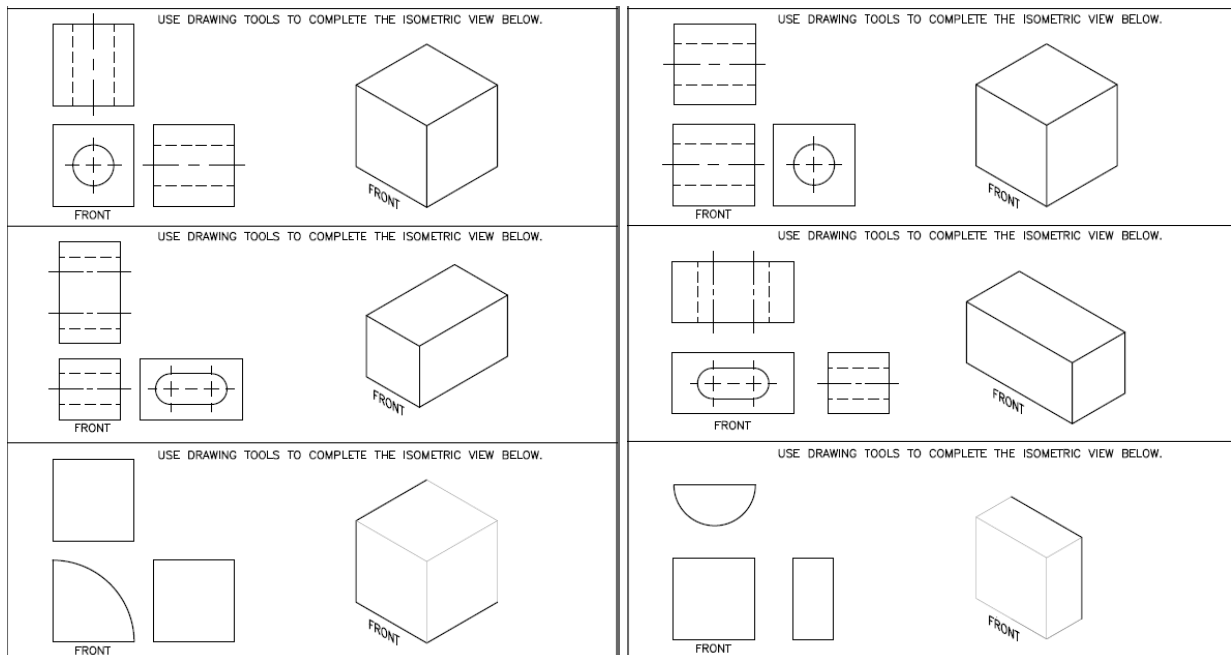 USE DRAWING TOOLS TO COMPLETE THE ISOMETRIC VIEW BELOW.
FRONT
FRONT
USE DRAWING TOOLS TO COMPLETE THE ISOMETRIC VIEW BELOW.
FRONT
FRONT
USE DRAWING TOOLS TO COMPLETE THE ISOMETRIC VIEW BELOW.
FRONT
FRONT
USE DRAWING TOOLS TO COMPLETE THE ISOMETRIC VIEW BELOW.
FRONT
FRONT
USE DRAWING TOOLS TO COMPLETE THE ISOMETRIC VIEW BELOW.
FRONT
FRONT
USE DRAWING TOOLS TO COMPLETE THE ISOMETRIC VIEW BELOW.
FRONT
FRONT